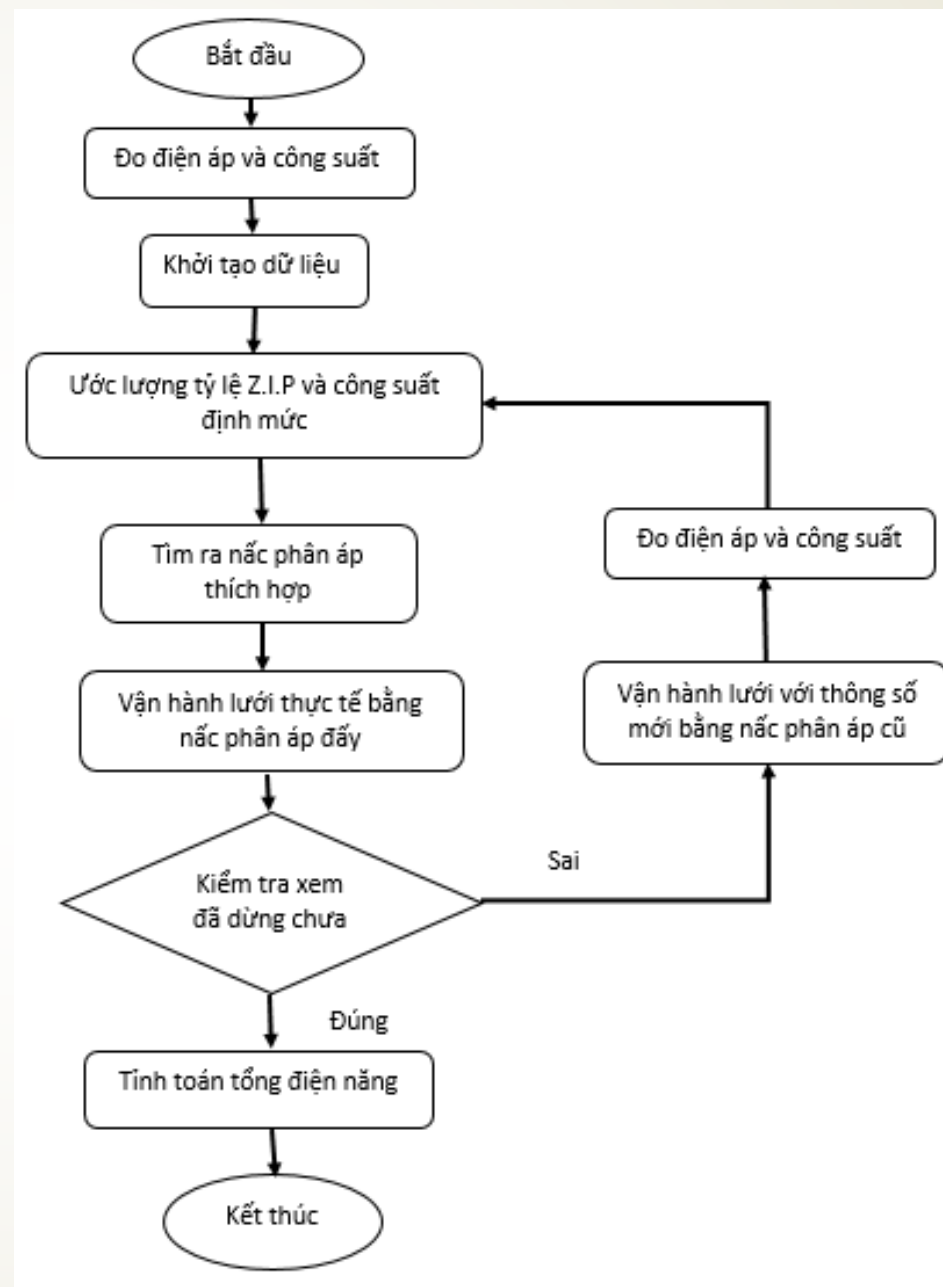 Bắt đầu
Đo điện áp và công suất
Khởi tạo dữ liệu
Ước lượng tỷ lệ Z.I.P và công suất
định mức
Tìm ra nấc phân áp
thích hợp
Vận hành lưới thực tế bằng
nấc phân áp đấy
Kiểm tra xem
đã dừng chưa
Sai
Vận hành lưới với thông số
mới bằng nấc phân áp cũ
Đo điện áp và công suất
Đúng
Tính toán tổng điện năng
Kết thúc